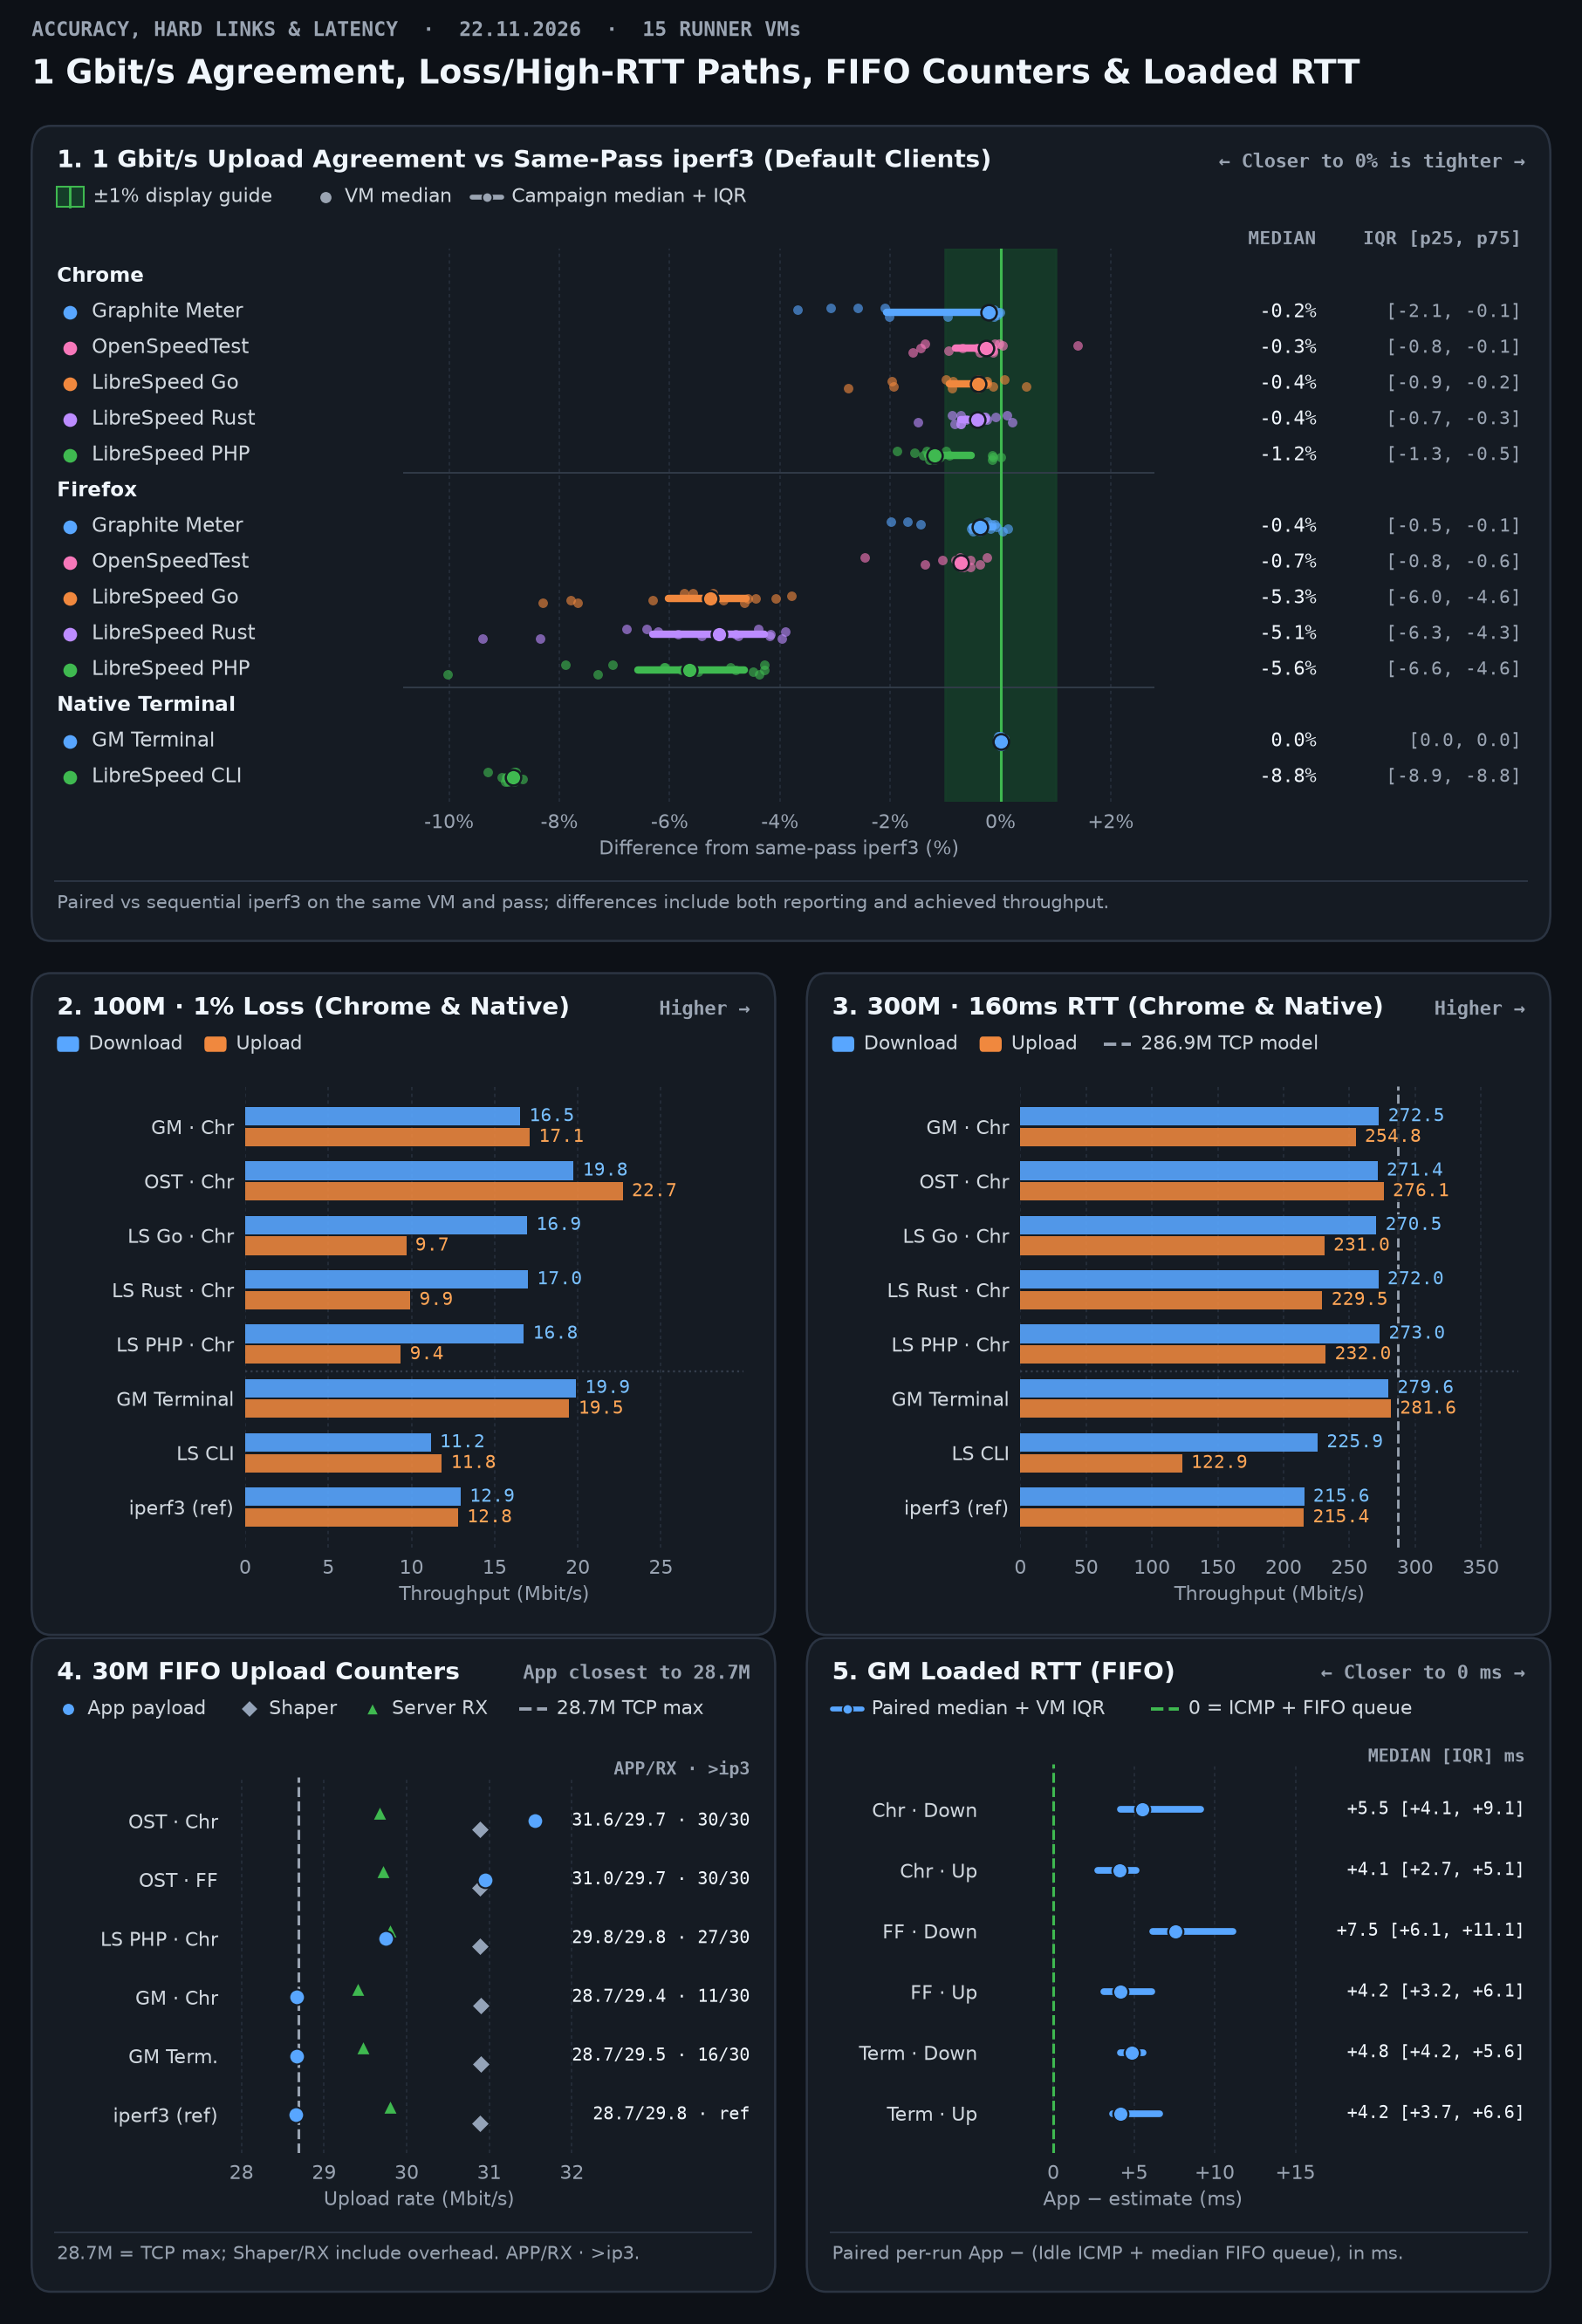 ACCURACY, HARD LINKS & LATENCY · 22.11.2026 · 15 RUNNER VMs
1 Gbit/s Agreement, Loss/High-RTT Paths, FIFO Counters & Loaded RTT
1. 1 Gbit/s Upload Agreement vs Same-Pass iperf3 (Default Clients)
← Closer to 0% is tighter →
±1% display guide VM median Campaign median + IQR
MEDIAN IQR [p25, p75]
Chrome
Graphite Meter -0.2% [-2.1, -0.1]
OpenSpeedTest -0.3% [-0.8, -0.1]
LibreSpeed Go -0.4% [-0.9, -0.2]
LibreSpeed Rust -0.4% [-0.7, -0.3]
LibreSpeed PHP -1.2% [-1.3, -0.5]
Firefox
Graphite Meter -0.4% [-0.5, -0.1]
OpenSpeedTest -0.7% [-0.8, -0.6]
LibreSpeed Go -5.3% [-6.0, -4.6]
LibreSpeed Rust -5.1% [-6.3, -4.3]
LibreSpeed PHP -5.6% [-6.6, -4.6]
Native Terminal
GM Terminal 0.0% [0.0, 0.0]
LibreSpeed CLI -8.8% [-8.9, -8.8]
-10% -8% -6% -4% -2% 0% +2%
Difference from same-pass iperf3 (%)
Paired vs sequential iperf3 on the same VM and pass; differences include both reporting and achieved throughput.
2. 100M · 1% Loss (Chrome & Native) Higher →
Download Upload
GM · Chr 16.5
17.1
OST · Chr 19.8
22.7
LS Go · Chr 16.9
9.7
LS Rust · Chr 17.0
9.9
LS PHP · Chr 16.8
9.4
GM Terminal 19.9
19.5
LS CLI 11.2
11.8
iperf3 (ref) 12.9
12.8
0 5 10 15 20 25
Throughput (Mbit/s)
3. 300M · 160ms RTT (Chrome & Native) Higher →
Download Upload 286.9M TCP model
GM · Chr 272.5
254.8
OST · Chr 271.4
276.1
LS Go · Chr 270.5
231.0
LS Rust · Chr 272.0
229.5
LS PHP · Chr 273.0
232.0
GM Terminal 279.6
281.6
LS CLI 225.9
122.9
iperf3 (ref) 215.6
215.4
0 50 100 150 200 250 300 350
Throughput (Mbit/s)
4. 30M FIFO Upload Counters App closest to 28.7M
App payload Shaper Server RX 28.7M TCP max
APP/RX · >ip3
OST · Chr 31.6/29.7 · 30/30
OST · FF 31.0/29.7 · 30/30
LS PHP · Chr 29.8/29.8 · 27/30
GM · Chr 28.7/29.4 · 11/30
GM Term. 28.7/29.5 · 16/30
iperf3 (ref) 28.7/29.8 · ref
28 29 30 31 32
Upload rate (Mbit/s)
28.7M = TCP max; Shaper/RX include overhead. APP/RX · >ip3.
5. GM Loaded RTT (FIFO) ← Closer to 0 ms →
Paired median + VM IQR 0 = ICMP + FIFO queue
MEDIAN [IQR] ms
Chr · Down +5.5 [+4.1, +9.1]
Chr · Up +4.1 [+2.7, +5.1]
FF · Down +7.5 [+6.1, +11.1]
FF · Up +4.2 [+3.2, +6.1]
Term · Down +4.8 [+4.2, +5.6]
Term · Up +4.2 [+3.7, +6.6]
0 +5 +10 +15
App − estimate (ms)
Paired per-run App − (Idle ICMP + median FIFO queue), in ms.